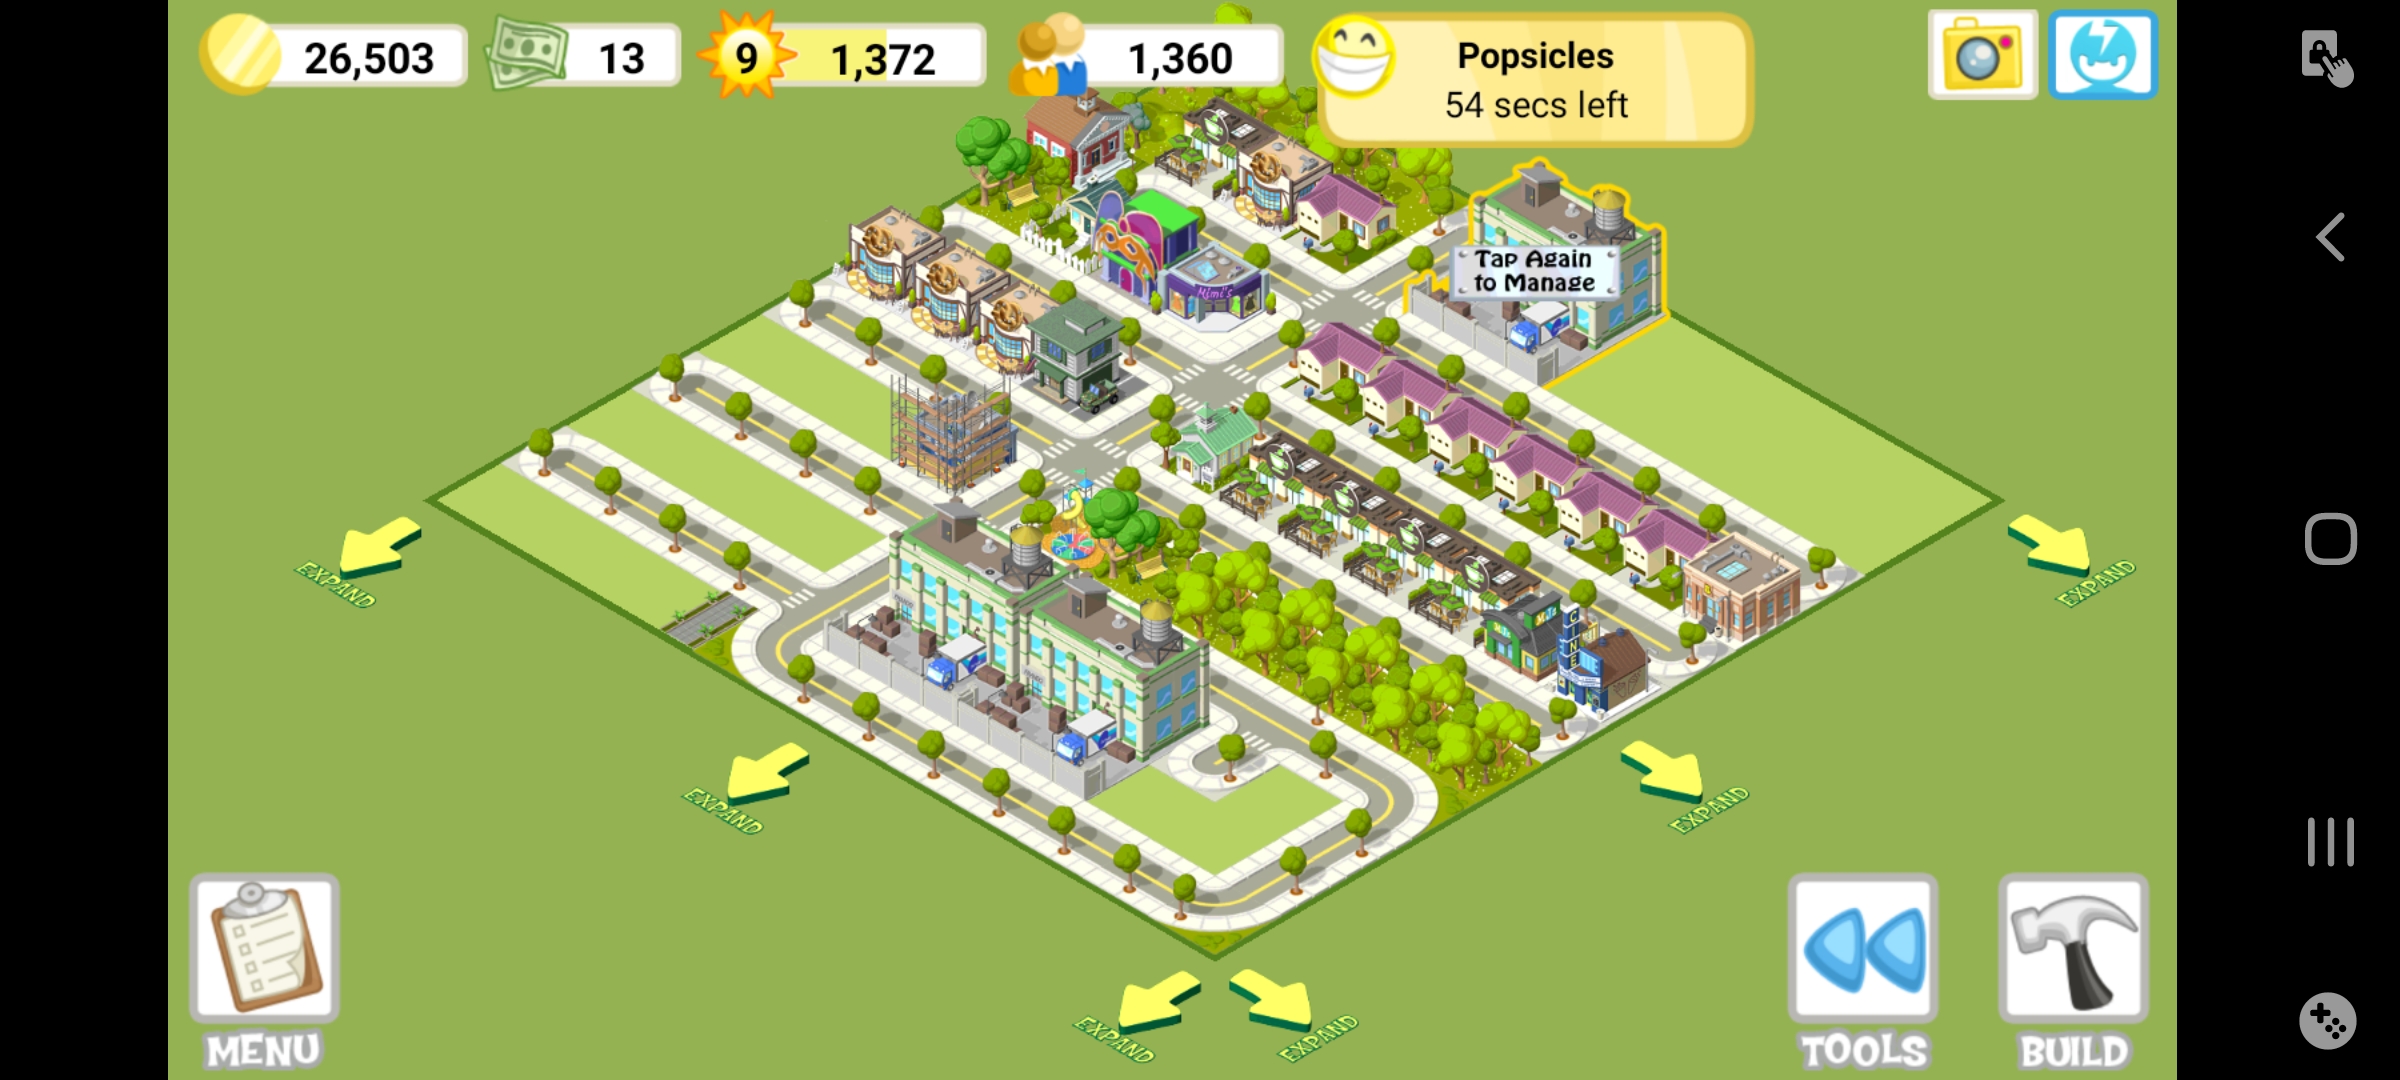 26,503
13
9
1,372
1,360
Popsicles
54 secs left
Tap Again
to Manage
Mimi's
CINE
EXPAND
EXPAND
EXPAND
EXPAND
EXPAND
EXPAND
MENU
TOOLS
BUILD